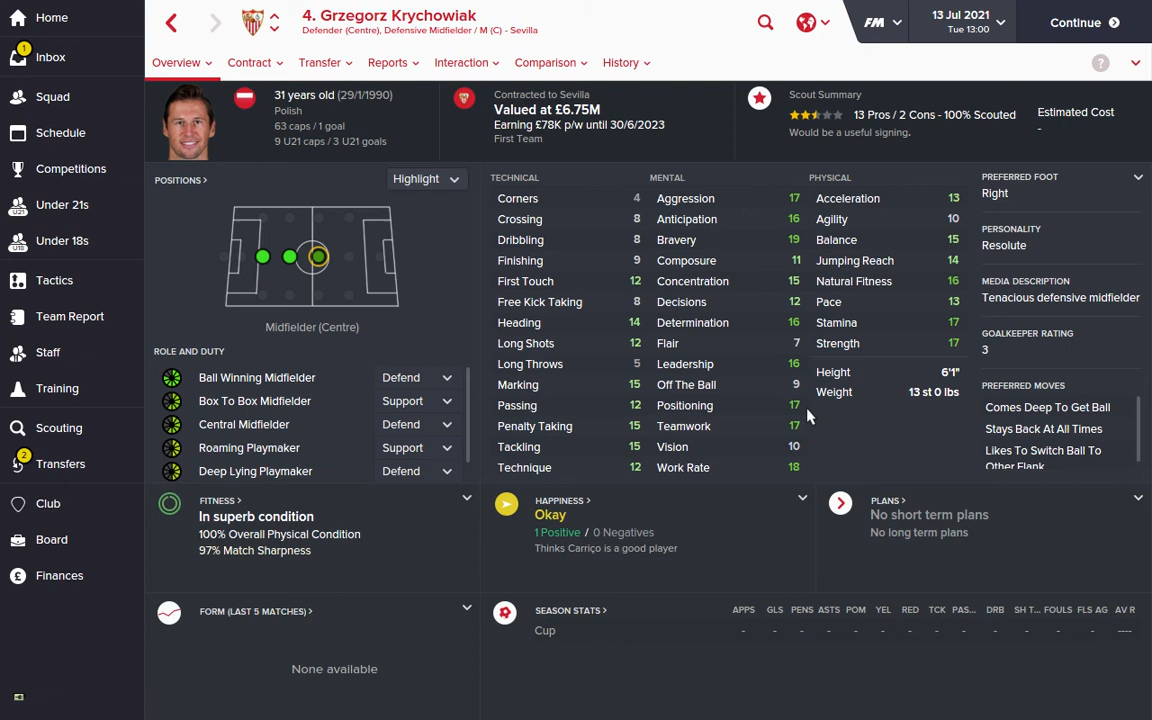 Home
Inbox
1
Squad
Schedule
Competitions
Under 21s
U21
Under 18s
U18
Tactics
Team Report
Staff
Training
Scouting
Transfers
2
Club
Board
Finances
4. Grzegorz Krychowiak
Defender (Centre), Defensive Midfielder / M (C) - Sevilla
FM
13 Jul 2021
Tue 13:00
Continue
Overview Contract Transfer Reports Interaction Comparison History
?
31 years old (29/1/1990)
Polish
63 caps / 1 goal
9 U21 caps / 3 U21 goals
Contracted to Sevilla
Valued at £6.75M
Earning £78K p/w until 30/6/2023
First Team
Scout Summary
13 Pros / 2 Cons - 100% Scouted
Would be a useful signing.
Estimated Cost
-
POSITIONS >
Highlight
Midfielder (Centre)
ROLE AND DUTY
Ball Winning Midfielder Defend
Box To Box Midfielder Support
Central Midfielder Defend
Roaming Playmaker Support
Deep Lying Playmaker Defend
TECHNICAL
Corners 4
Crossing 8
Dribbling 8
Finishing 9
First Touch 12
Free Kick Taking 8
Heading 14
Long Shots 12
Long Throws 5
Marking 15
Passing 12
Penalty Taking 15
Tackling 15
Technique 12
MENTAL
Aggression 17
Anticipation 16
Bravery 19
Composure 11
Concentration 15
Decisions 12
Determination 16
Flair 7
Leadership 16
Off The Ball 9
Positioning 17
Teamwork 17
Vision 10
Work Rate 18
PHYSICAL
Acceleration 13
Agility 10
Balance 15
Jumping Reach 14
Natural Fitness 16
Pace 13
Stamina 17
Strength 17
Height 6'1"
Weight 13 st 0 lbs
PREFERRED FOOT
Right
PERSONALITY
Resolute
MEDIA DESCRIPTION
Tenacious defensive midfielder
GOALKEEPER RATING
3
PREFERRED MOVES
Comes Deep To Get Ball
Stays Back At All Times
Likes To Switch Ball To
Other Flank
FITNESS >
In superb condition
100% Overall Physical Condition
97% Match Sharpness
HAPPINESS >
Okay
1 Positive / 0 Negatives
Thinks Carriço is a good player
PLANS >
No short term plans
No long term plans
FORM (LAST 5 MATCHES) >
None available
SEASON STATS >
APPS GLS PENS ASTS POM YEL RED TCK PAS... DRB SH T... FOULS FLS AG AV R
Cup - - - - - - - - - - - - - ----